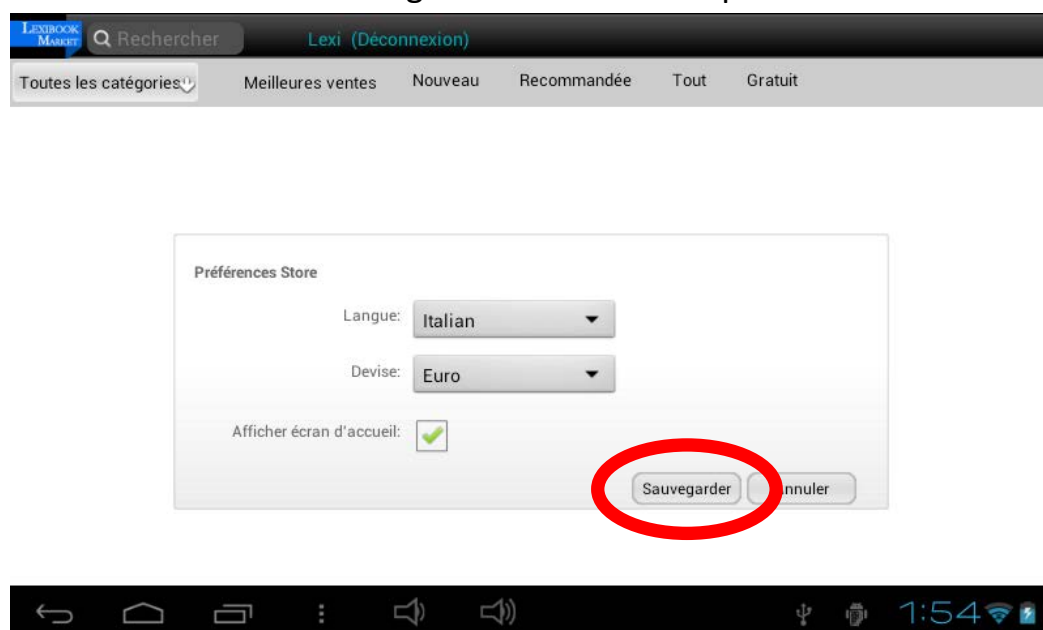 LEXIBOOK
MARKET
Rechercher
Lexi (Déconnexion)
Toutes les catégories
Meilleures ventes
Nouveau
Recommandée
Tout
Gratuit
Préférences Store
Langue:
Italian
Devise:
Euro
Afficher écran d'accueil:
Sauvegarder
nnuler
1:54